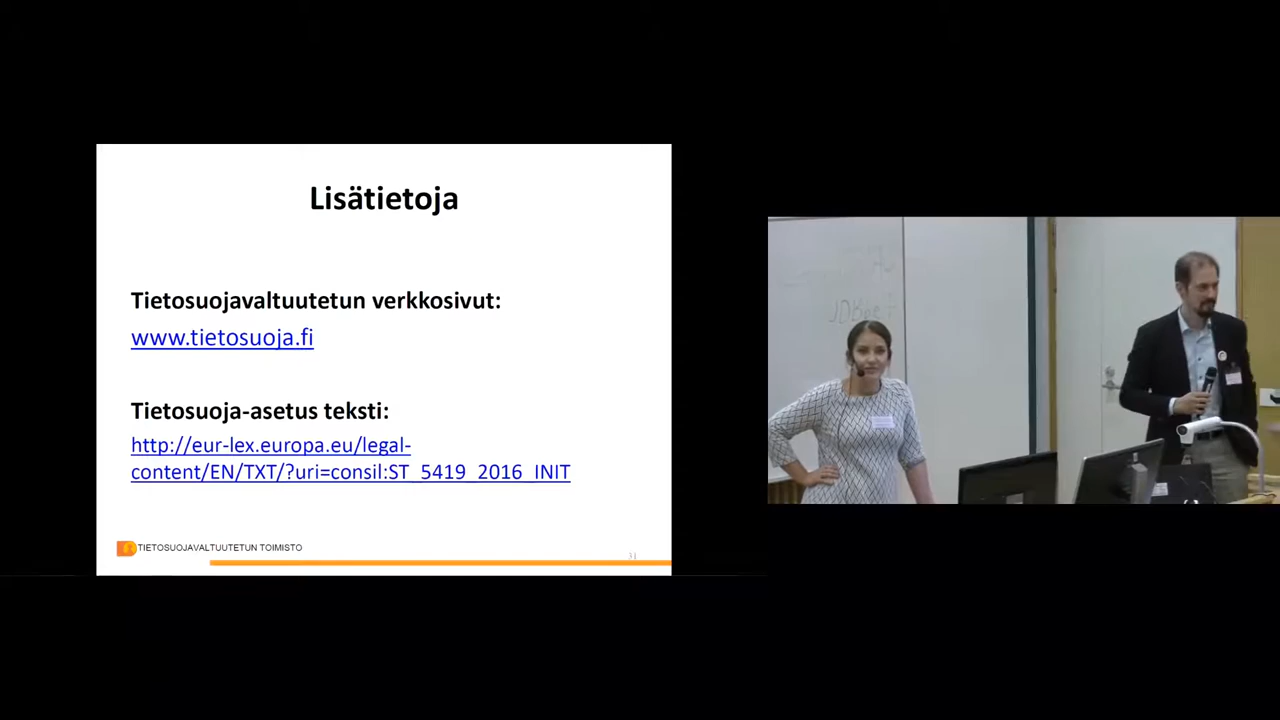 Lisätietoja
Tietosuojavaltuutetun verkkosivut:
www.tietosuoja.fi
Tietosuoja-asetus teksti:
http://eur-lex.europa.eu/legal-
content/EN/TXT/?uri=consil:ST_5419_2016_INIT
TIETOSUOJAVALTUUTETUN TOIMISTO
31